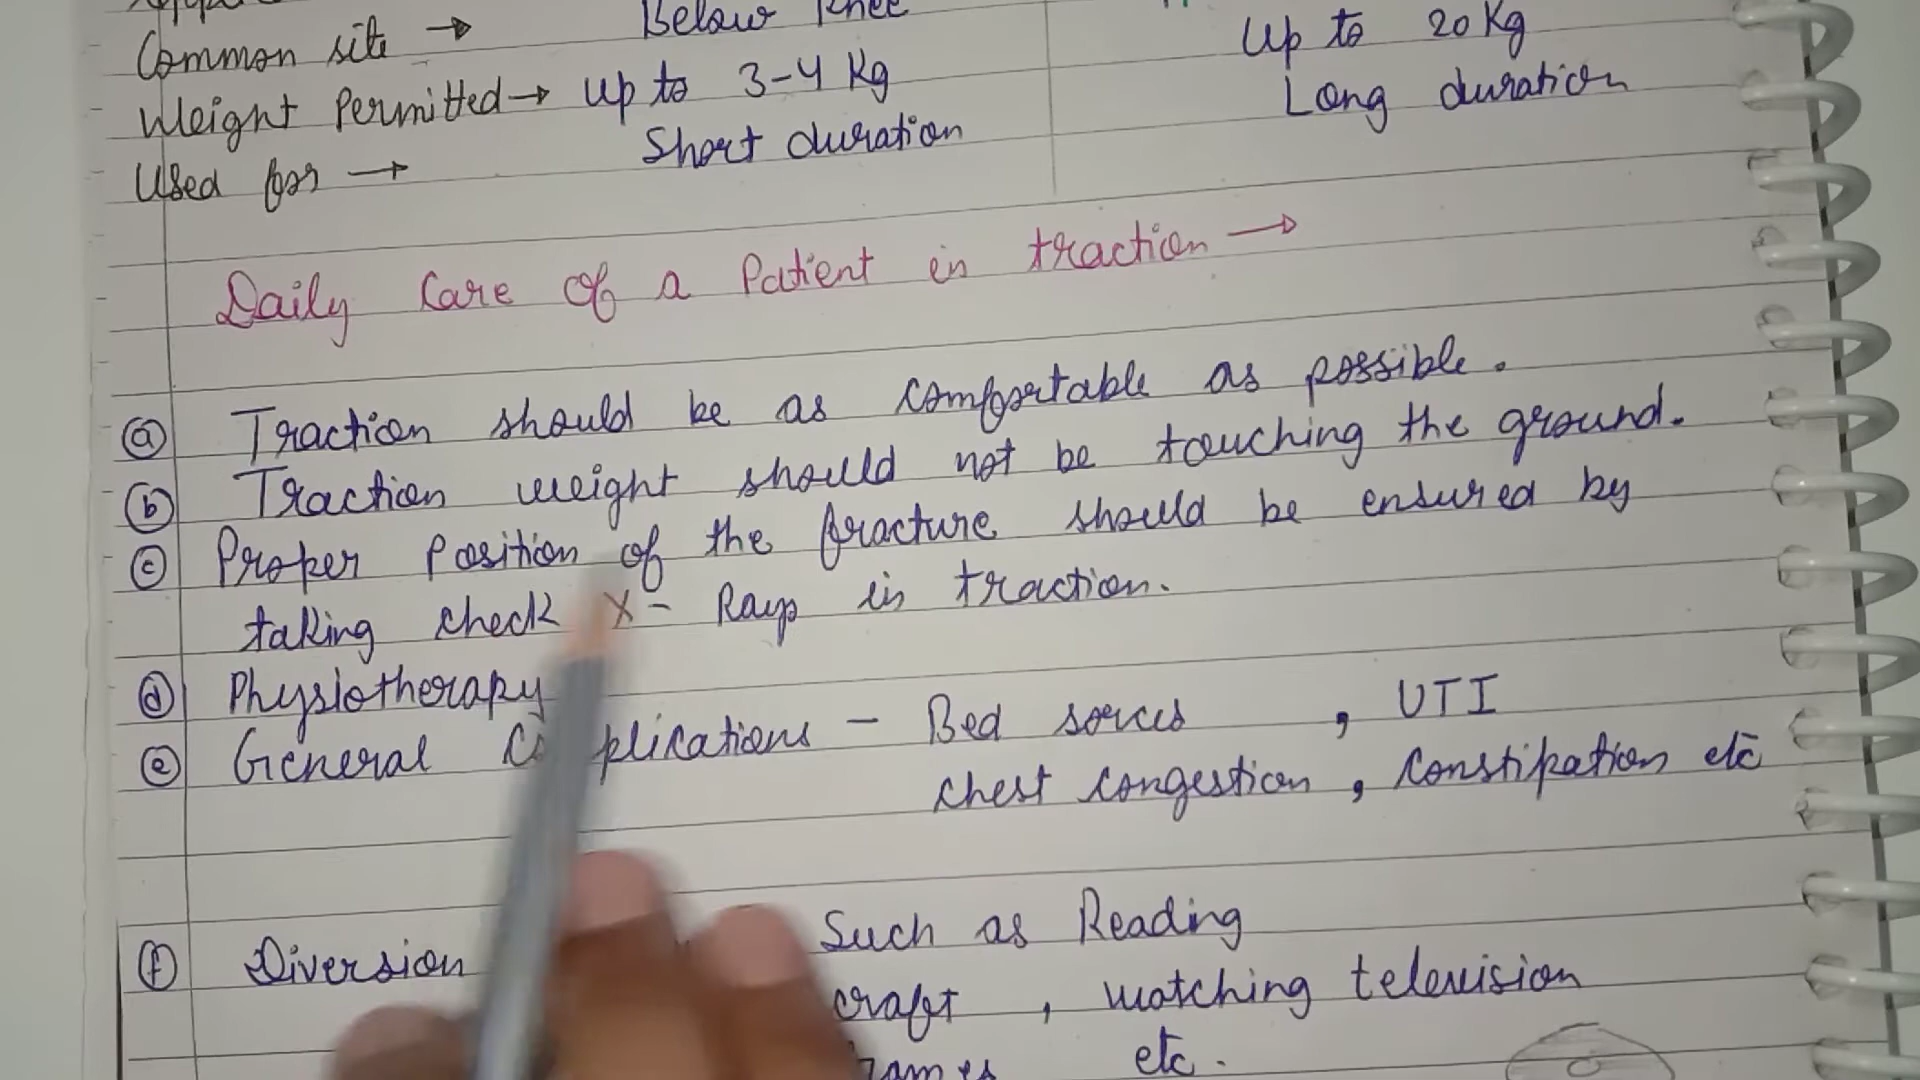 Common site → Below Knee
Weight Permitted → up to 3-4 Kg Up to 20 Kg
Used for → Short duration Long duration
Daily Care of a Patient in traction →
(a) Traction should be as comfortable as possible.
(b) Traction weight should not be touching the ground.
(c) Proper Position of the fracture should be ensured by
taking check X- Rays in traction.
(d) Physiotherapy
(e) General Complications - Bed sorces , UTI
chest congestion , constipation etc
(f) Diversion Such as Reading
craft , watching television
etc.